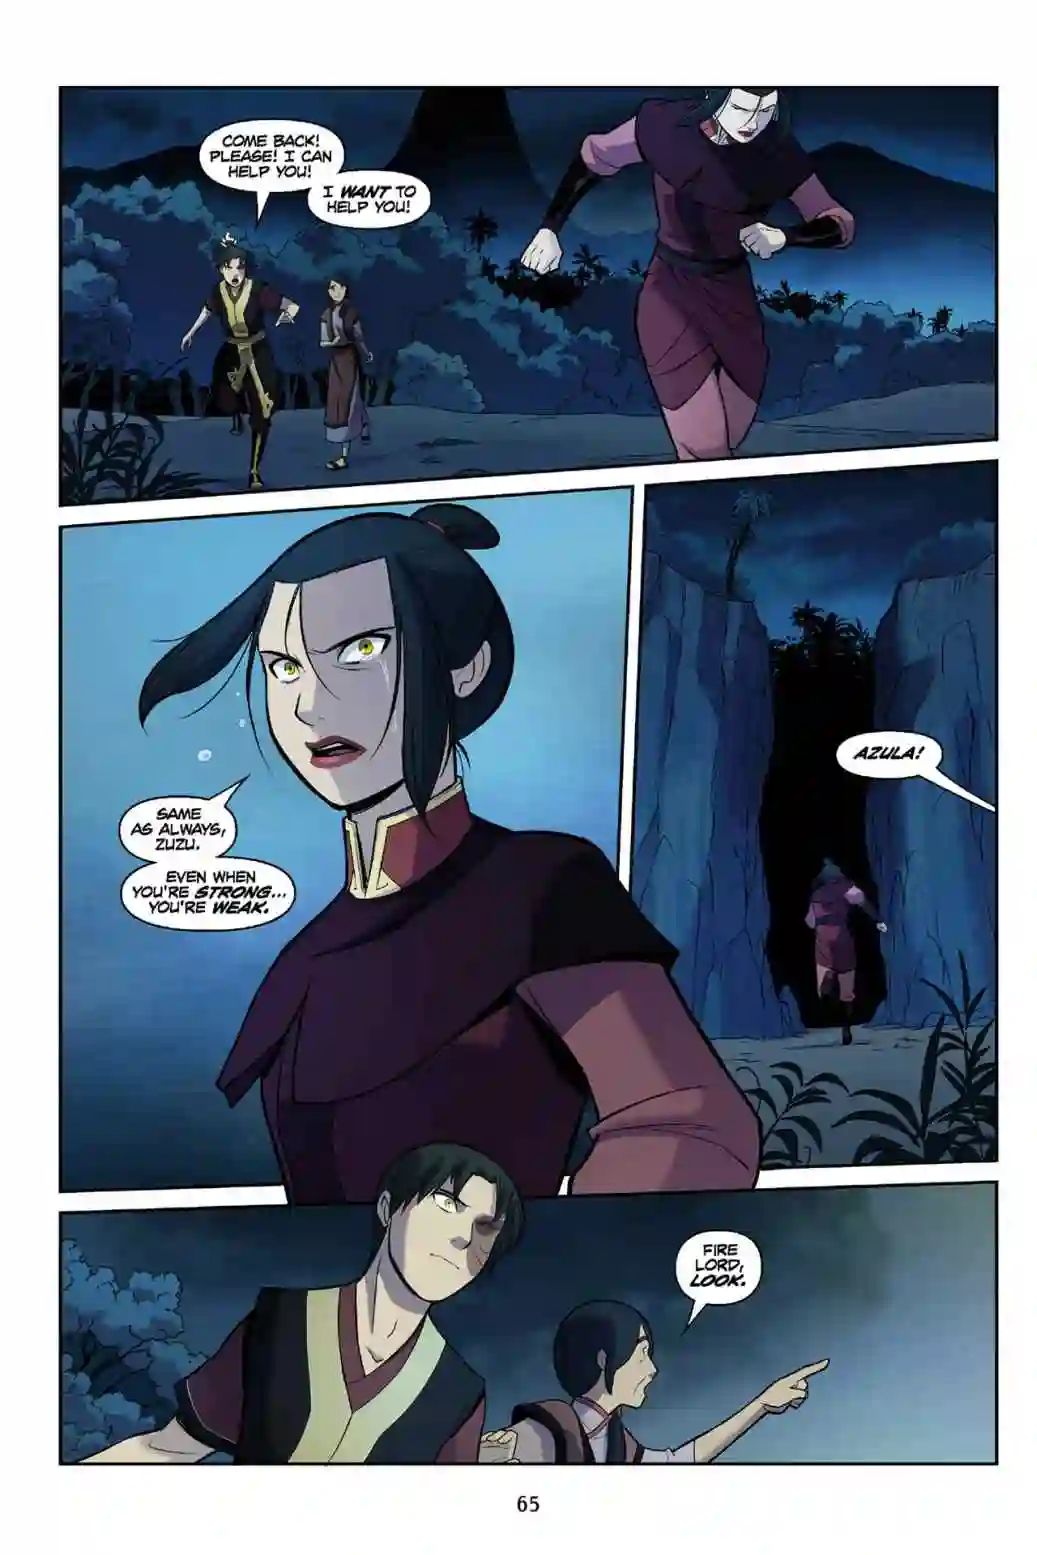 COME BACK!
PLEASE! I CAN
HELP YOU!
I WANT TO
HELP YOU!
SAME
AS ALWAYS,
ZUZU.
EVEN WHEN
YOU'RE STRONG...
YOU'RE WEAK.
AZULA!
FIRE
LORD,
LOOK.
65